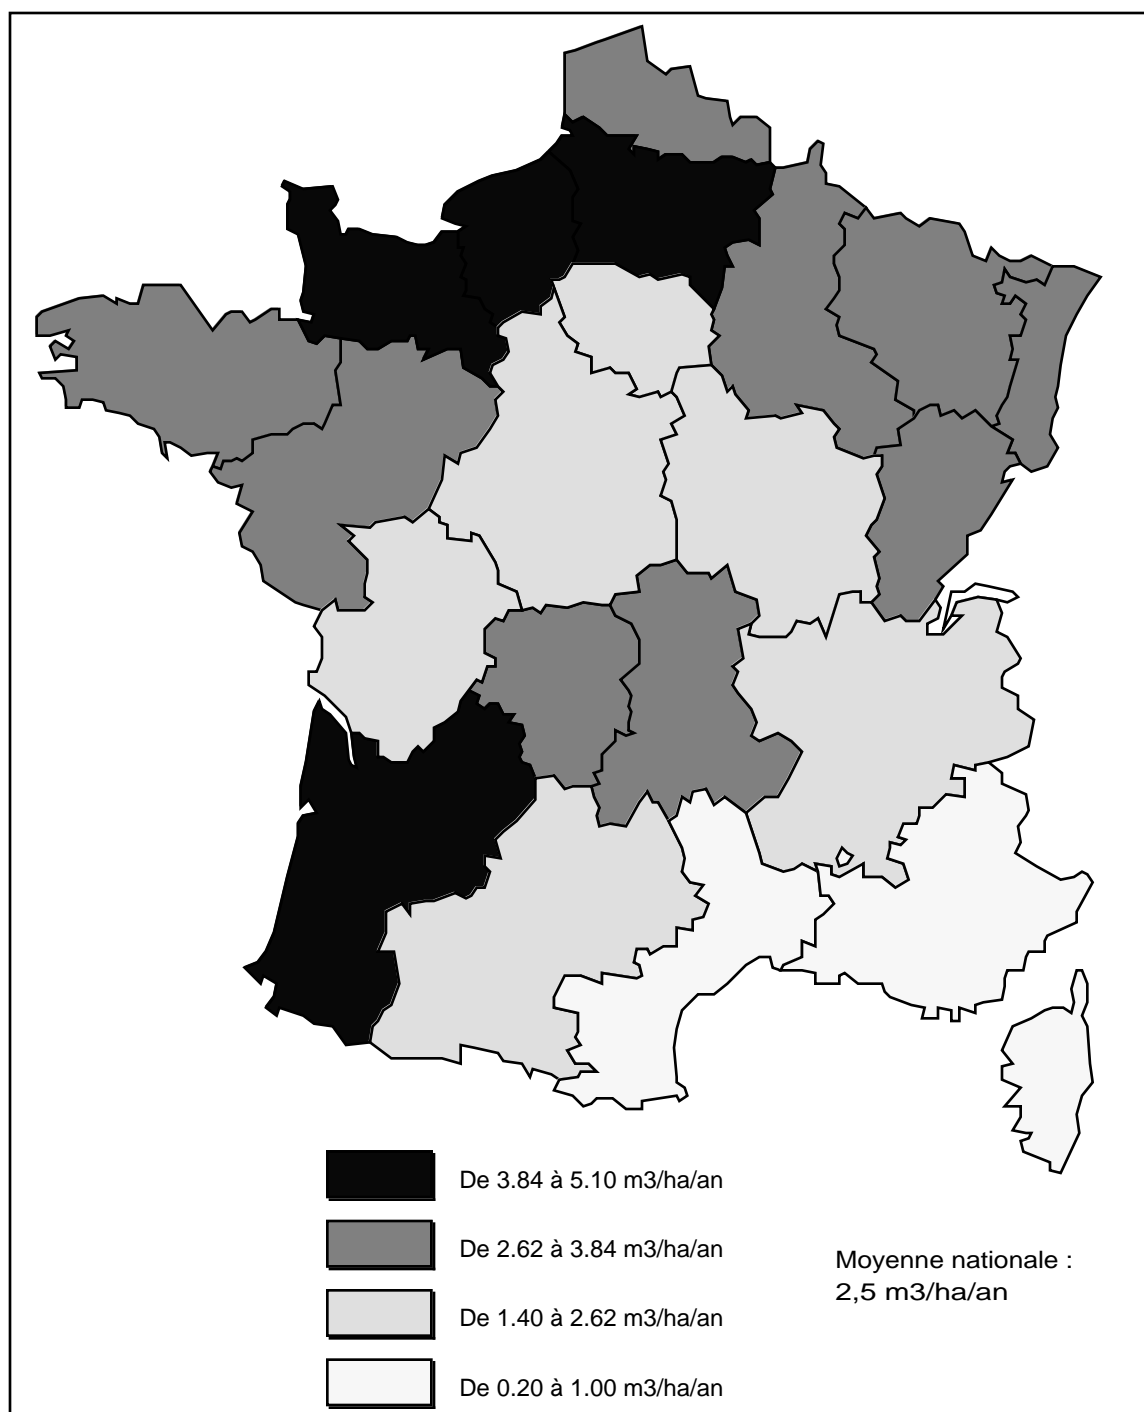 De 3.84 à 5.10 m3/ha/an
De 2.62 à 3.84 m3/ha/an
De 1.40 à 2.62 m3/ha/an
De 0.20 à 1.00 m3/ha/an
Moyenne nationale :
2,5 m3/ha/an